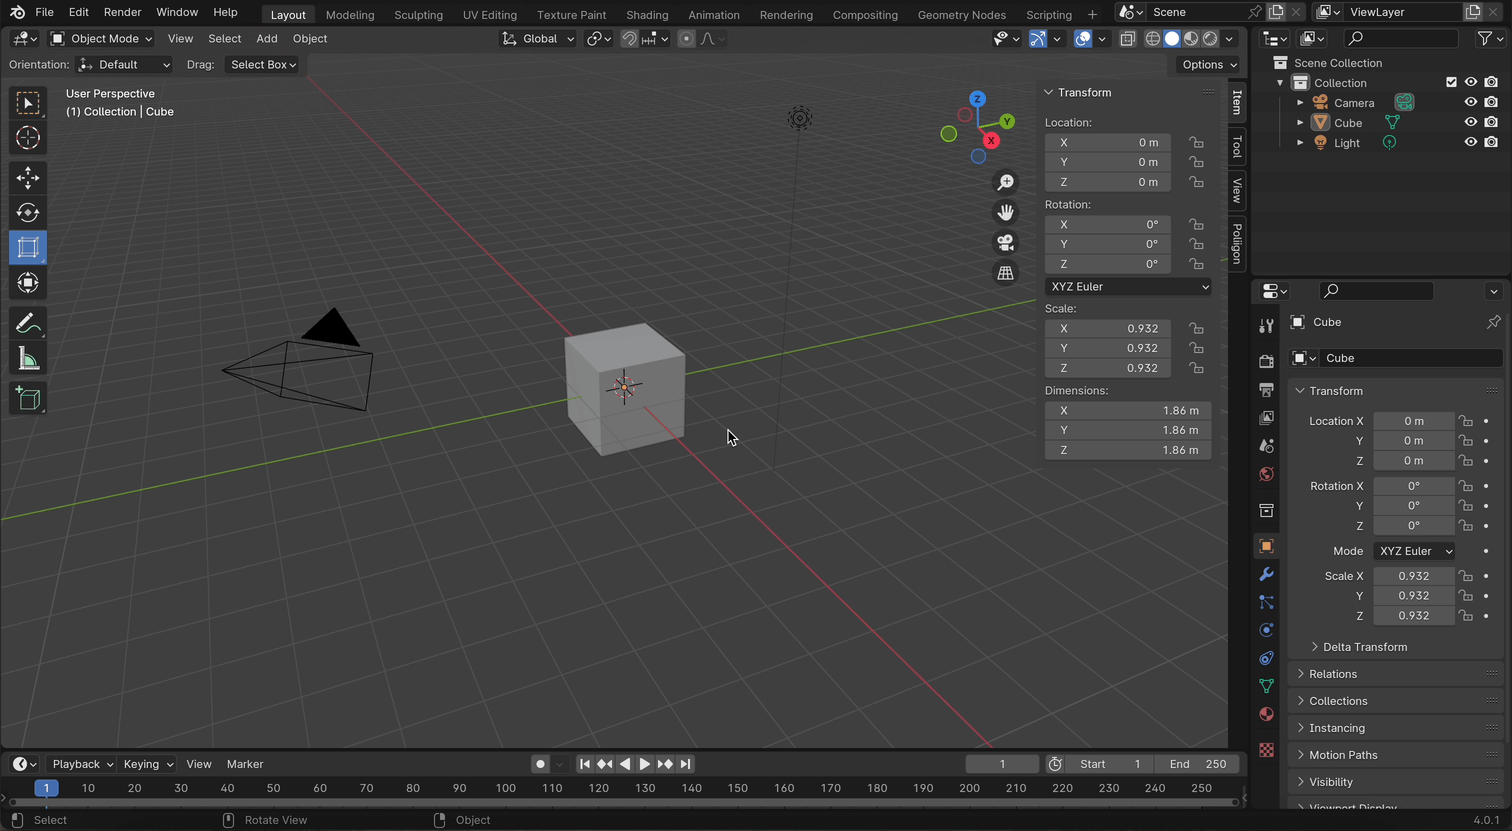 File Edit Render Window Help Layout Modeling Sculpting UV Editing Texture Paint Shading Animation Rendering Compositing Geometry Nodes Scripting + Scene ViewLayer
Object Mode View Select Add Object Global
Orientation: Default Drag: Select Box Options
User Perspective
(1) Collection | Cube
Z
Y
X
Transform
Location:
X 0 m
Y 0 m
Z 0 m
Rotation:
X 0°
Y 0°
Z 0°
XYZ Euler
Scale:
X 0.932
Y 0.932
Z 0.932
Dimensions:
X 1.86 m
Y 1.86 m
Z 1.86 m
Item
Tool
View
Poliigon
Scene Collection
Collection
Camera
Cube
Light
Cube
Cube
Transform
Location X 0 m
Y 0 m
Z 0 m
Rotation X 0°
Y 0°
Z 0°
Mode XYZ Euler
Scale X 0.932
Y 0.932
Z 0.932
Delta Transform
Relations
Collections
Instancing
Motion Paths
Visibility
Viewport Display
Playback Keying View Marker 1 Start 1 End 250
1 10 20 30 40 50 60 70 80 90 100 110 120 130 140 150 160 170 180 190 200 210 220 230 240 250
Select Rotate View Object 4.0.1